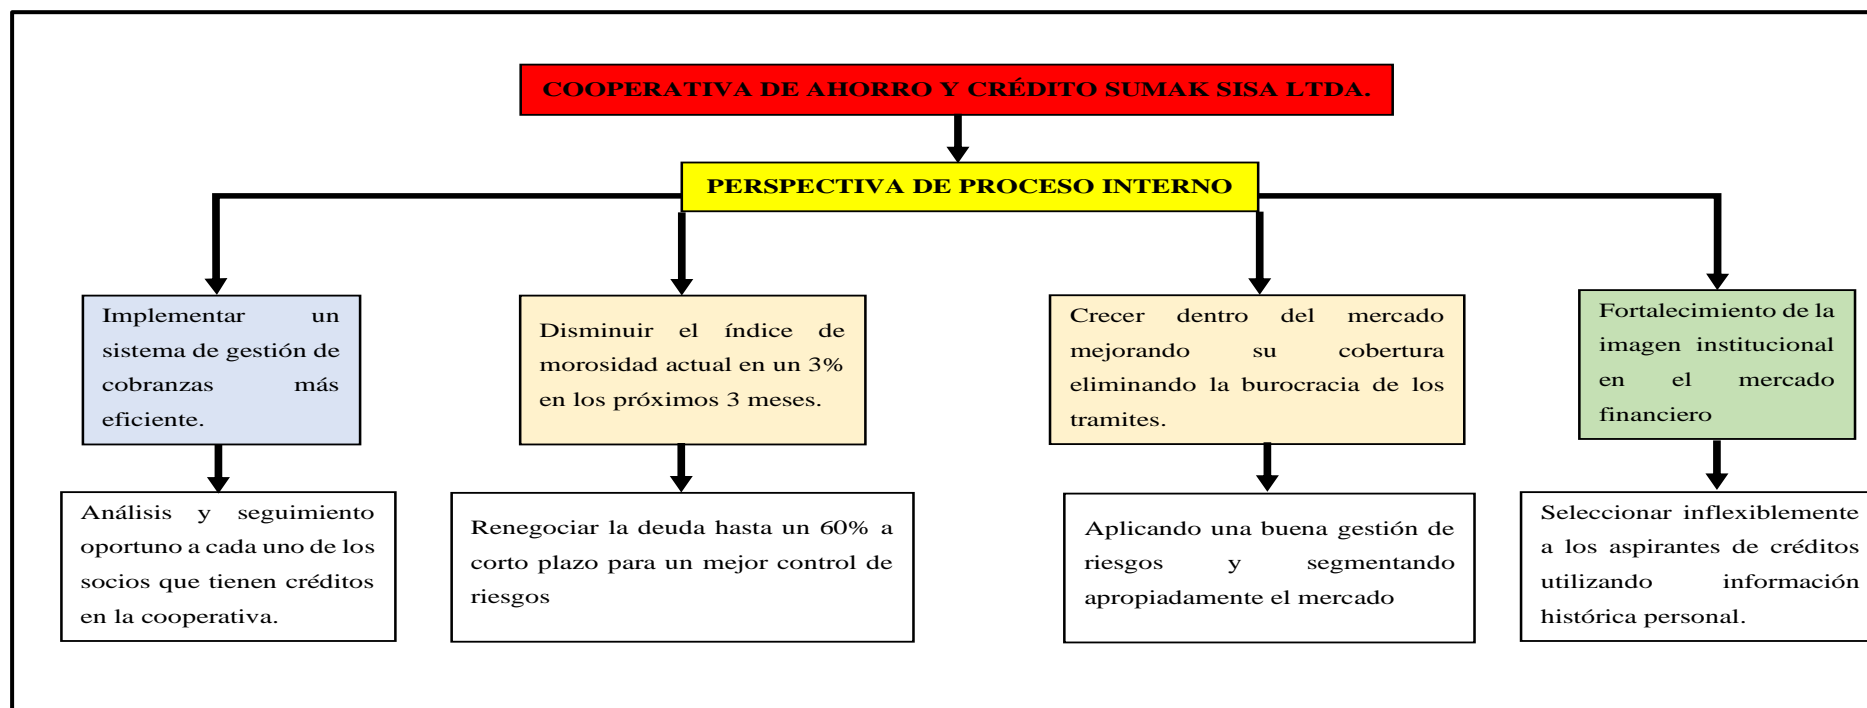 COOPERATIVA DE AHORRO Y CRÉDITO SUMAK SISA LTDA.
PERSPECTIVA DE PROCESO INTERNO
Implementar un
sistema de gestión de
cobranzas más
eficiente.
Disminuir el índice de
morosidad actual en un 3%
en los próximos 3 meses.
Crecer dentro del mercado
mejorando su cobertura
eliminando la burocracia de los
tramites.
Fortalecimiento de la
imagen institucional
en el mercado
financiero
Análisis y seguimiento
oportuno a cada uno de los
socios que tienen créditos
en la cooperativa.
Renegociar la deuda hasta un 60% a
corto plazo para un mejor control de
riesgos
Aplicando una buena gestión de
riesgos y segmentando
apropiadamente el mercado
Seleccionar inflexiblemente
a los aspirantes de créditos
utilizando información
histórica personal.